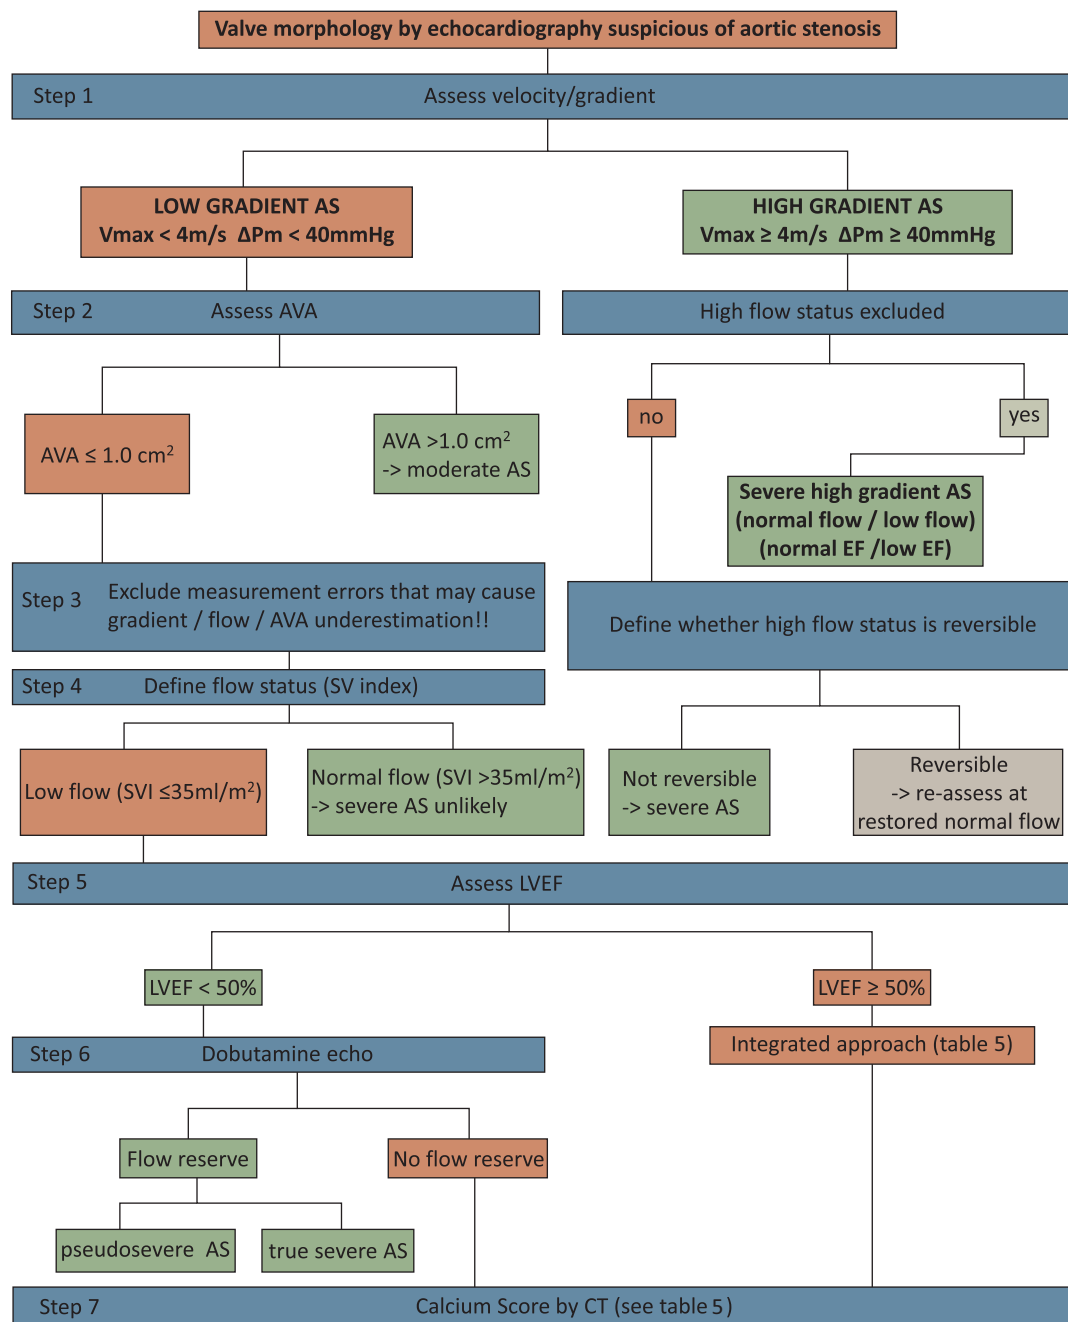 Valve morphology by echocardiography suspicious of aortic stenosis
Step 1
Assess velocity/gradient
LOW GRADIENT AS
Vmax < 4m/s ΔPm < 40mmHg
HIGH GRADIENT AS
Vmax ≥ 4m/s ΔPm ≥ 40mmHg
Step 2
Assess AVA
High flow status excluded
AVA ≤ 1.0 cm²
AVA >1.0 cm²
-> moderate AS
no
yes
Severe high gradient AS
(normal flow / low flow)
(normal EF /low EF)
Step 3
Exclude measurement errors that may cause
gradient / flow / AVA underestimation!!
Define whether high flow status is reversible
Step 4
Define flow status (SV index)
Low flow (SVI ≤35ml/m²)
Normal flow (SVI >35ml/m²)
-> severe AS unlikely
Not reversible
-> severe AS
Reversible
-> re-assess at
restored normal flow
Step 5
Assess LVEF
LVEF < 50%
LVEF ≥ 50%
Step 6
Dobutamine echo
Integrated approach (table 5)
Flow reserve
No flow reserve
pseudosevere AS
true severe AS
Step 7
Calcium Score by CT (see table 5)